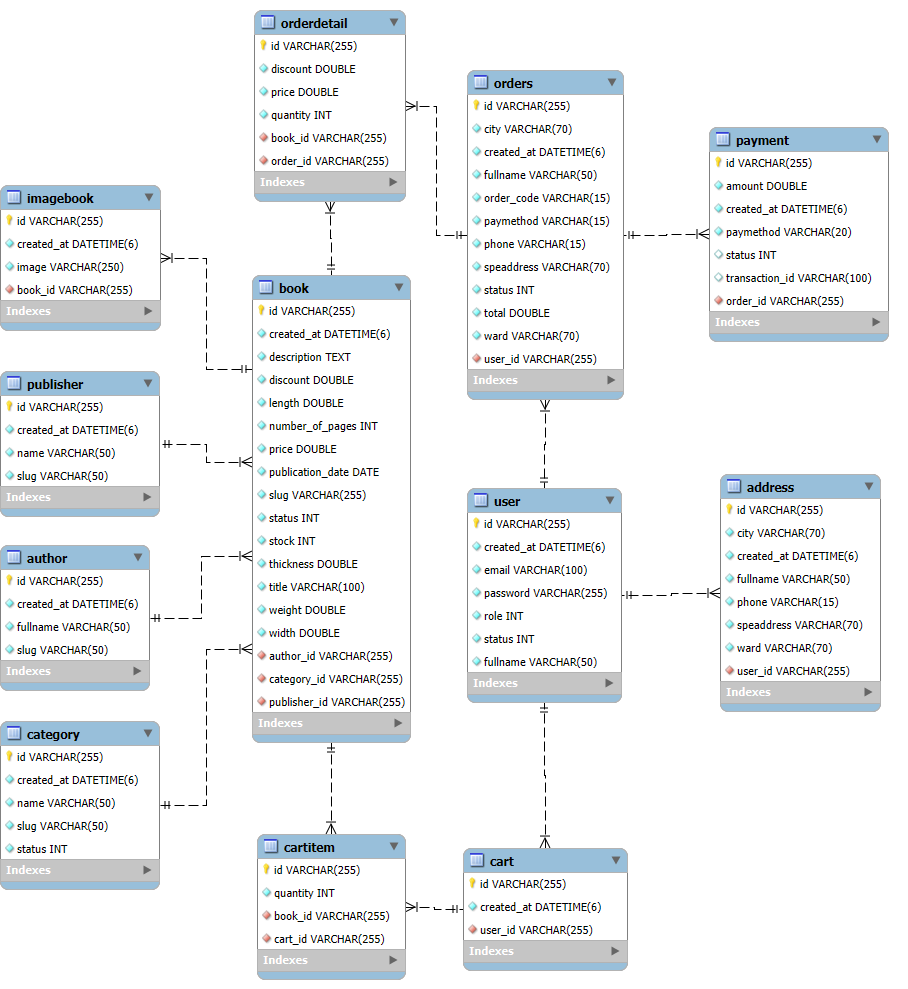 orderdetail
id VARCHAR(255)
discount DOUBLE
price DOUBLE
quantity INT
book_id VARCHAR(255)
order_id VARCHAR(255)
Indexes
orders
id VARCHAR(255)
city VARCHAR(70)
created_at DATETIME(6)
fullname VARCHAR(50)
order_code VARCHAR(15)
paymethod VARCHAR(15)
phone VARCHAR(15)
speaddress VARCHAR(70)
status INT
total DOUBLE
ward VARCHAR(70)
user_id VARCHAR(255)
Indexes
payment
id VARCHAR(255)
amount DOUBLE
created_at DATETIME(6)
paymethod VARCHAR(20)
status INT
transaction_id VARCHAR(100)
order_id VARCHAR(255)
Indexes
imagebook
id VARCHAR(255)
created_at DATETIME(6)
image VARCHAR(250)
book_id VARCHAR(255)
Indexes
book
id VARCHAR(255)
created_at DATETIME(6)
description TEXT
discount DOUBLE
length DOUBLE
number_of_pages INT
price DOUBLE
publication_date DATE
slug VARCHAR(255)
status INT
stock INT
thickness DOUBLE
title VARCHAR(100)
weight DOUBLE
width DOUBLE
author_id VARCHAR(255)
category_id VARCHAR(255)
publisher_id VARCHAR(255)
Indexes
publisher
id VARCHAR(255)
created_at DATETIME(6)
name VARCHAR(50)
slug VARCHAR(50)
Indexes
author
id VARCHAR(255)
created_at DATETIME(6)
fullname VARCHAR(50)
slug VARCHAR(50)
Indexes
category
id VARCHAR(255)
created_at DATETIME(6)
name VARCHAR(50)
slug VARCHAR(50)
status INT
Indexes
user
id VARCHAR(255)
created_at DATETIME(6)
email VARCHAR(100)
password VARCHAR(255)
role INT
status INT
fullname VARCHAR(50)
Indexes
address
id VARCHAR(255)
city VARCHAR(70)
created_at DATETIME(6)
fullname VARCHAR(50)
phone VARCHAR(15)
speaddress VARCHAR(70)
ward VARCHAR(70)
user_id VARCHAR(255)
Indexes
cartitem
id VARCHAR(255)
quantity INT
book_id VARCHAR(255)
cart_id VARCHAR(255)
Indexes
cart
id VARCHAR(255)
created_at DATETIME(6)
user_id VARCHAR(255)
Indexes